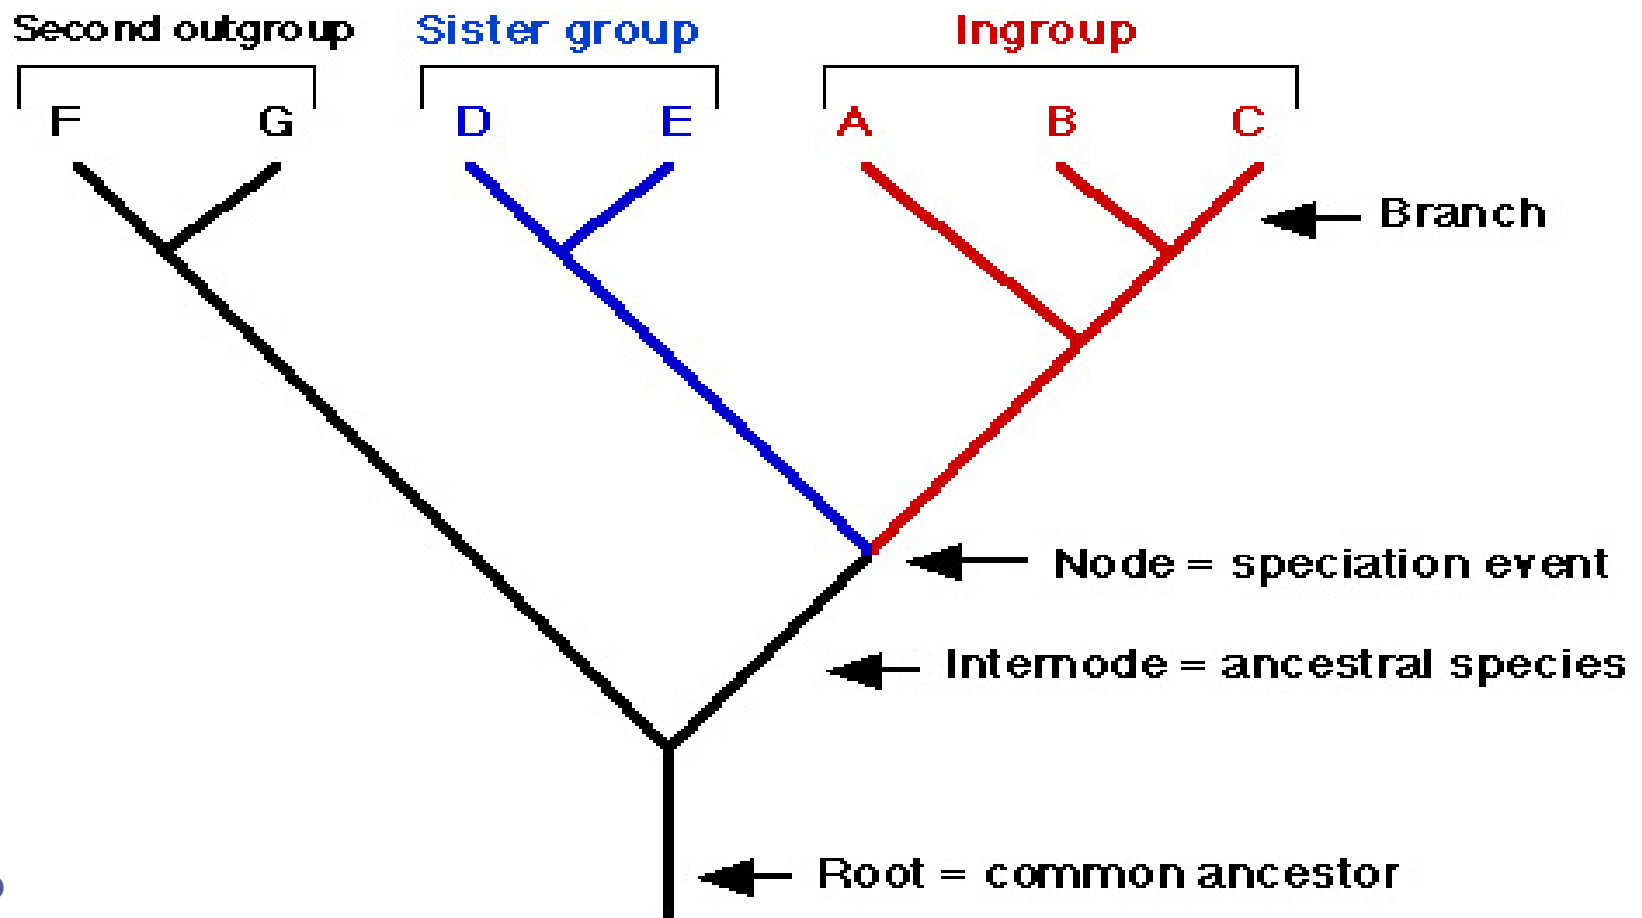 Second outgroup Sister group Ingroup
F G D E A B C
Branch
Node = speciation event
Internode = ancestral species
Root = common ancestor